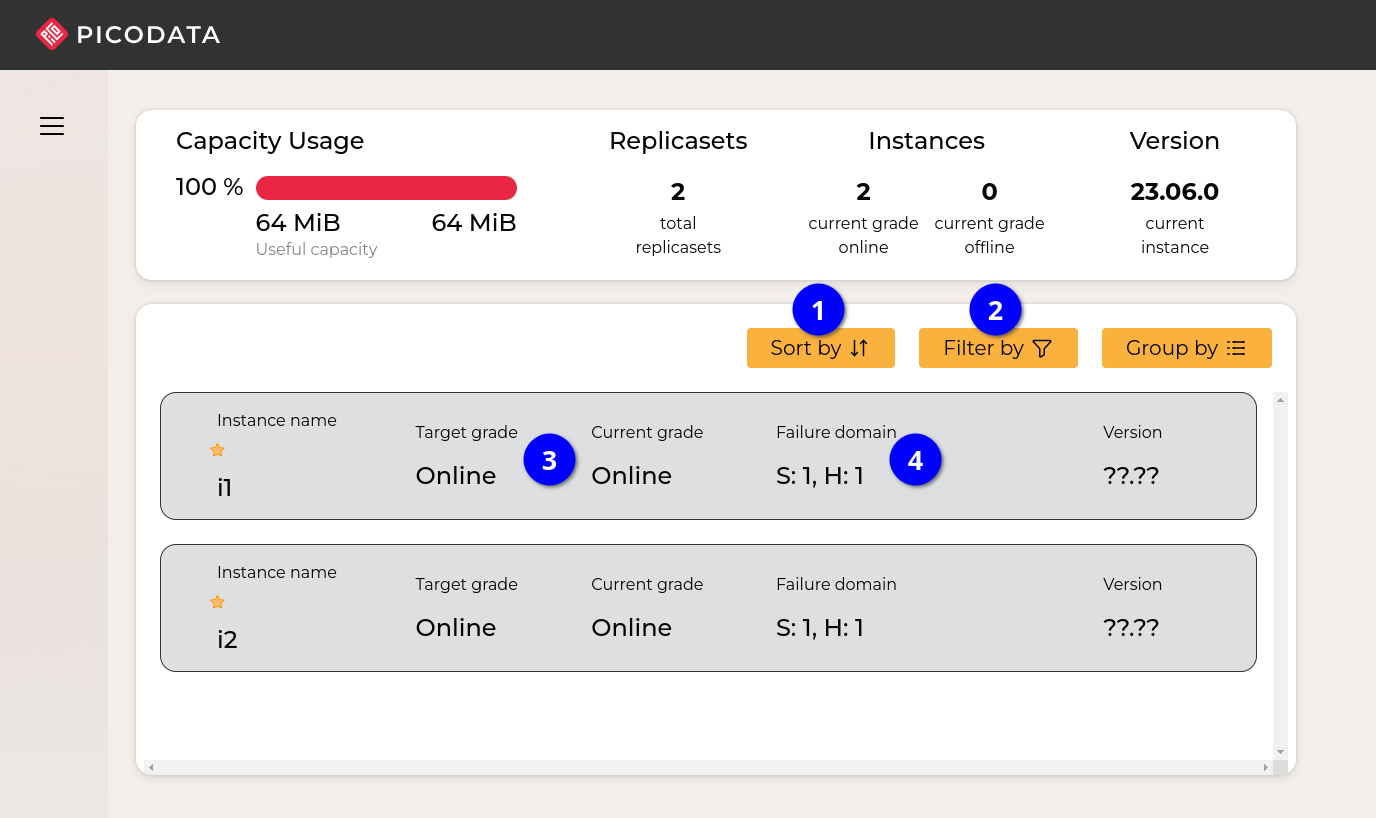 PICODATA
Capacity Usage
100 %
64 MiB 64 MiB
Useful capacity
Replicasets
2
total
replicasets
Instances
2
current grade
online
0
current grade
offline
Version
23.06.0
current
instance
1
2
Sort by
Filter by
Group by
Instance name
i1
Target grade
Online
3
Current grade
Online
Failure domain
S: 1, H: 1
4
Version
??.??
Instance name
i2
Target grade
Online
Current grade
Online
Failure domain
S: 1, H: 1
Version
??.??